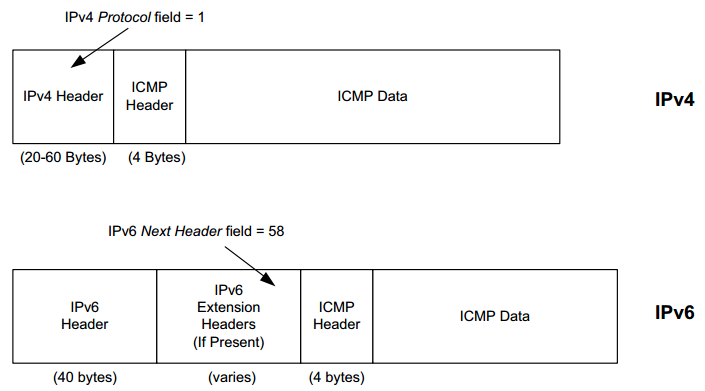 IPv4 Protocol field = 1
IPv4 Header
ICMP
Header
ICMP Data
IPv4
(20-60 Bytes)
(4 Bytes)
IPv6 Next Header field = 58
IPv6
Header
IPv6
Extension
Headers
(If Present)
ICMP
Header
ICMP Data
IPv6
(40 bytes)
(varies)
(4 bytes)